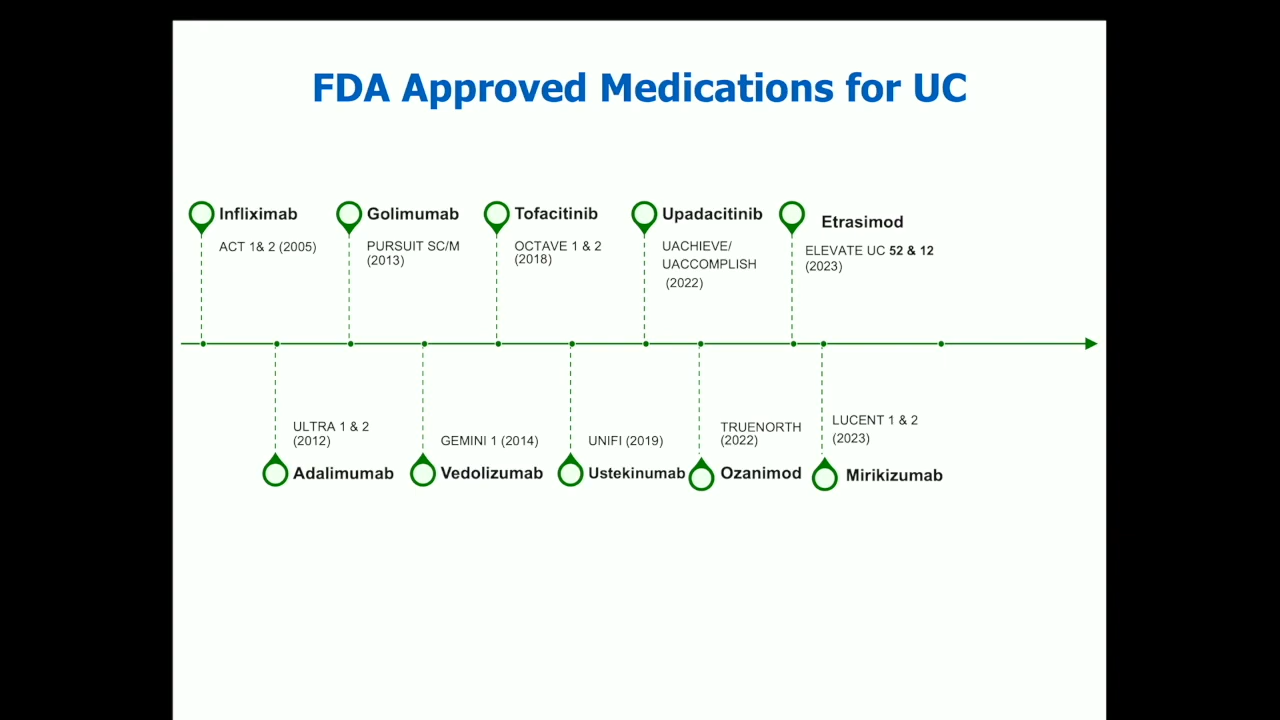 FDA Approved Medications for UC
Infliximab
ACT 1& 2 (2005)
Golimumab
PURSUIT SC/M
(2013)
Tofacitinib
OCTAVE 1 & 2
(2018)
Upadacitinib
UACHIEVE/
UACCOMPLISH
(2022)
Etrasimod
ELEVATE UC 52 & 12
(2023)
ULTRA 1 & 2
(2012)
Adalimumab
GEMINI 1 (2014)
Vedolizumab
UNIFI (2019)
Ustekinumab
TRUENORTH
(2022)
Ozanimod
LUCENT 1 & 2
(2023)
Mirikizumab